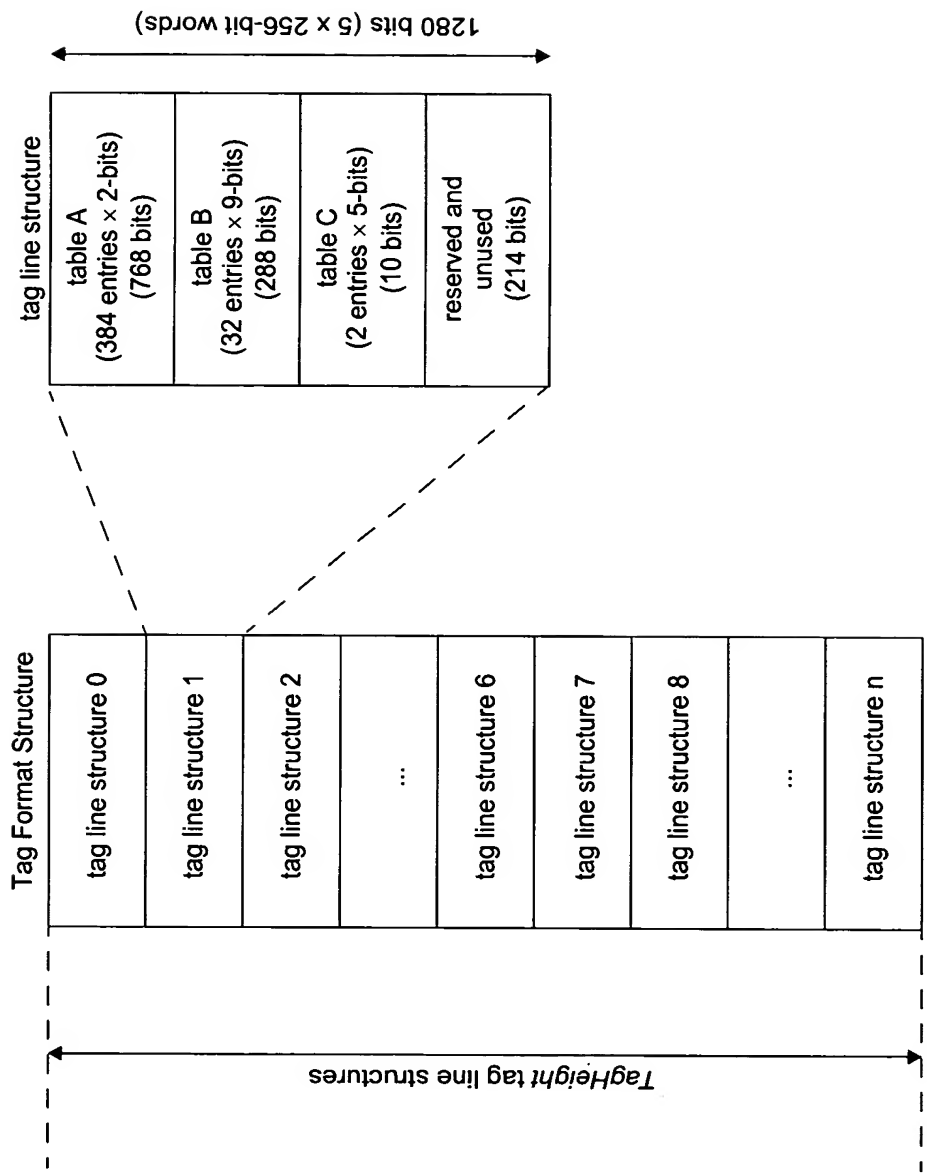 Tag Format Structure
tag line structure 0
tag line structure 1
tag line structure 2
...
tag line structure 6
tag line structure 7
tag line structure 8
...
tag line structure n
TagHeight tag line structures
tag line structure
table A
(384 entries × 2-bits)
(768 bits)
table B
(32 entries × 9-bits)
(288 bits)
table C
(2 entries × 5-bits)
(10 bits)
reserved and
unused
(214 bits)
1280 bits (5 x 256-bit words)